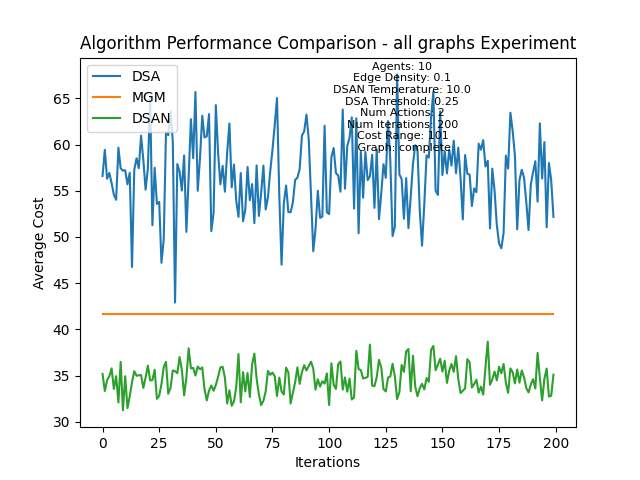 Algorithm Performance Comparison - all graphs Experiment
DSA
MGM
DSAN
Agents: 10
Edge Density: 0.1
DSAN Temperature: 10.0
DSA Threshold: 0.25
Num Actions:
Num Iterations: 200
Cost Range: 101
Graph: complete
Average Cost
65
60
55
50
45
40
35
30
0
25
50
75
100
125
150
175
200
Iterations